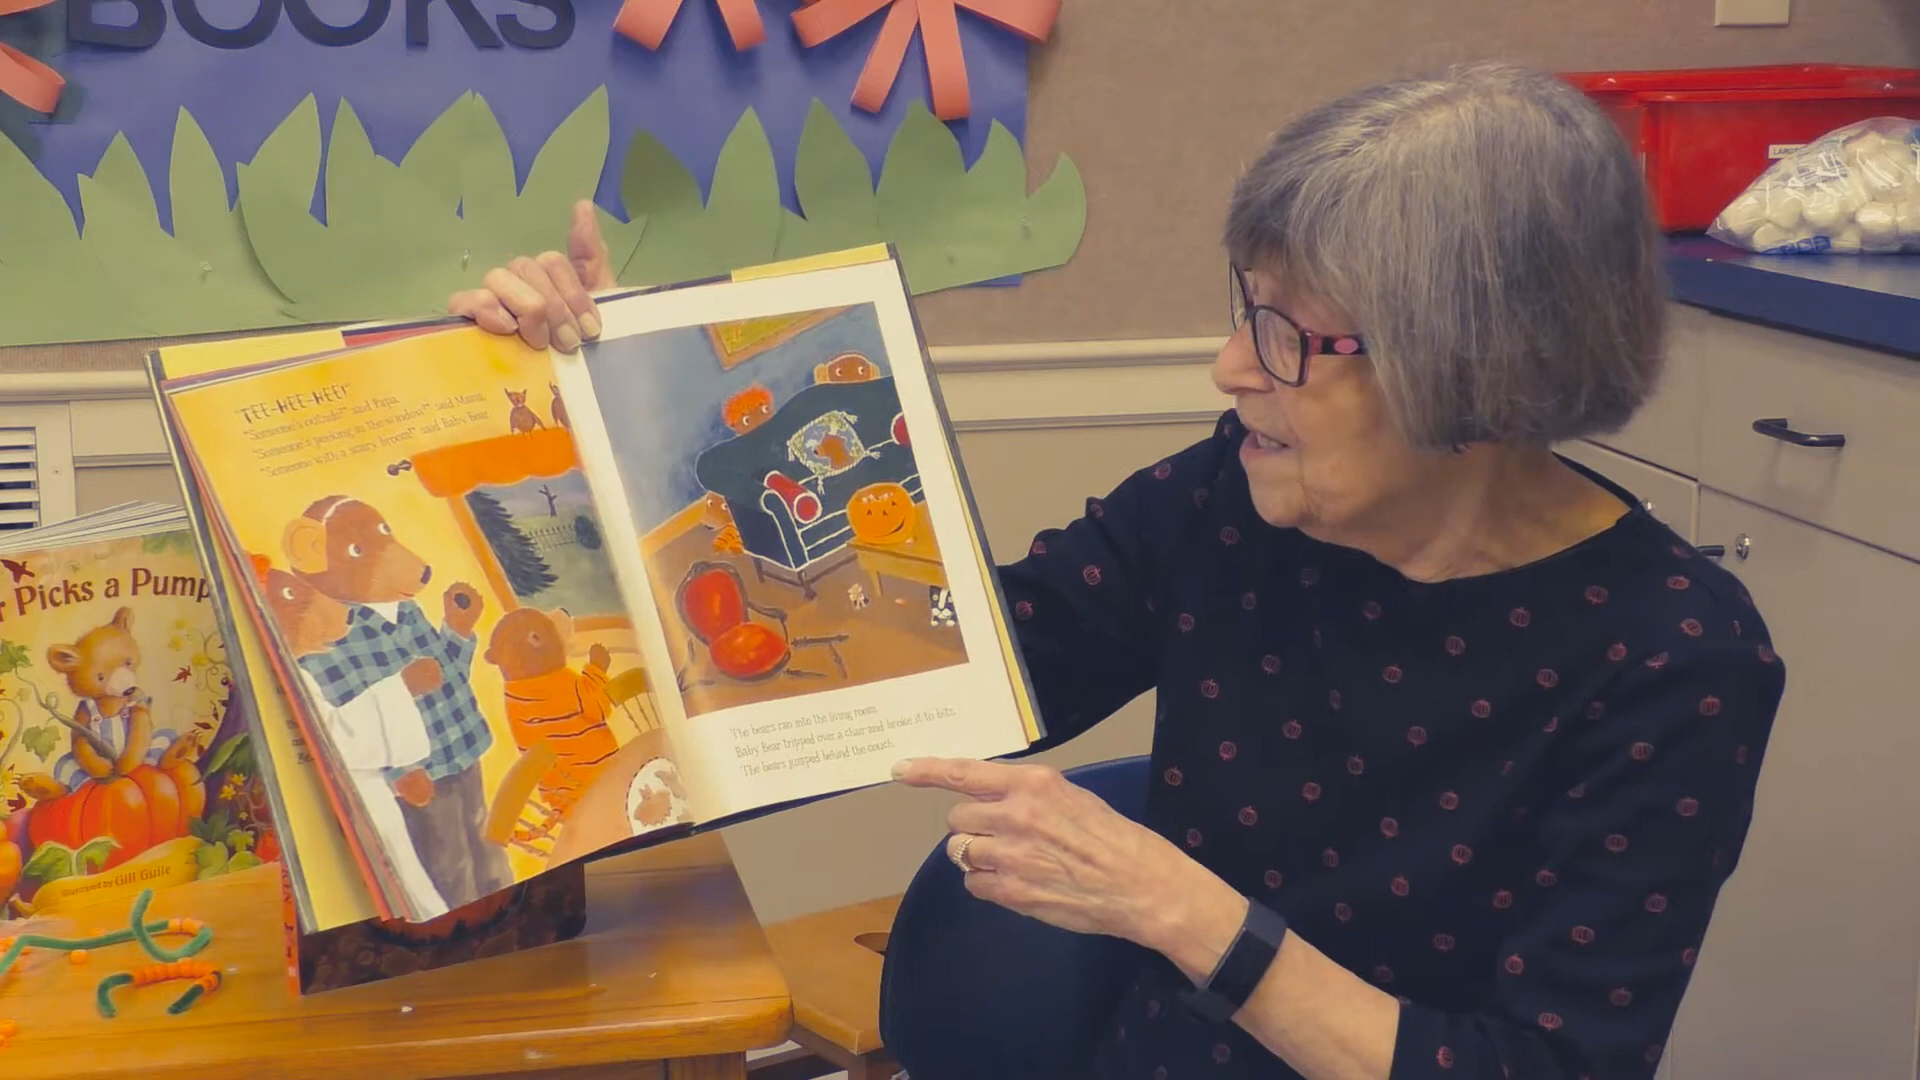 BOOKS
"TEE-HEE-HEE!"
"Someone's outside!" said Papa.
"Someone's peeking in the window!" said Mama.
"Someone with a scary broom!" said Baby Bear.
The bears ran into the living room.
Baby Bear tripped over a chair and broke it to bits.
The bears jumped behind the couch.
r Picks a Pump
illustrated by Gill Guile
LARGE